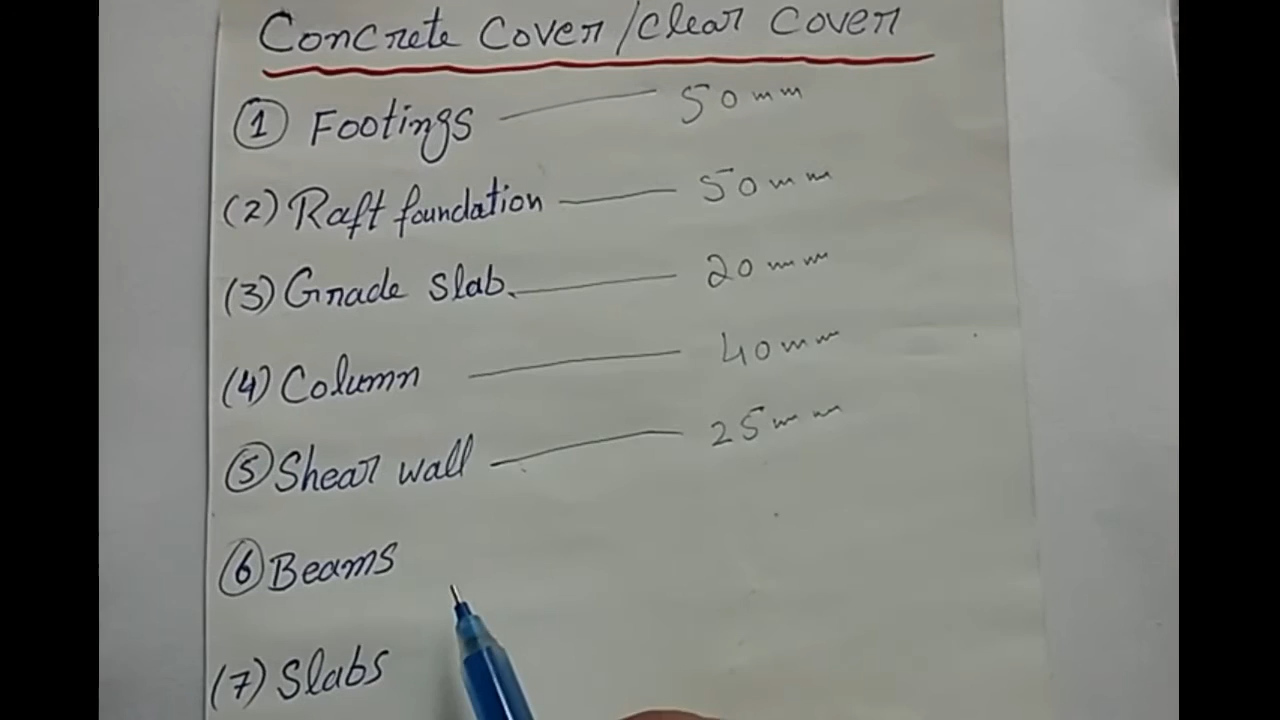 Concrete Cover/Clear Cover
1 Footings 50mm
(2) Raft foundation 50mm
(3) Grade slab. 20mm
(4) Column 40mm
5 Shear wall 25mm
6 Beams
(7) Slabs